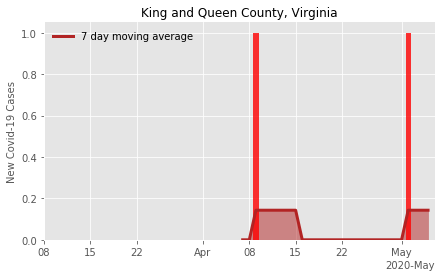 King and Queen County, Virginia
7 day moving average
New Covid-19 Cases
1.0
0.8
0.6
0.4
0.2
0.0
08 15 22 Apr 08 15 22 May
2020-May